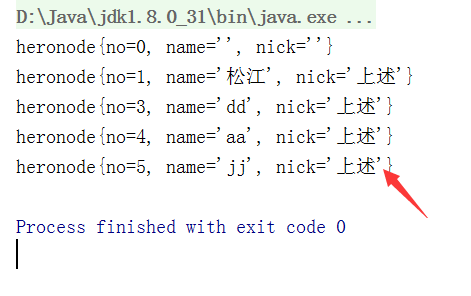 D:\Java\jdk1.8.0_31\bin\java.exe ...
heronode{no=0, name='', nick=''}
heronode{no=1, name='松江', nick='上述'}
heronode{no=3, name='dd', nick='上述'}
heronode{no=4, name='aa', nick='上述'}
heronode{no=5, name='jj', nick='上述'}
Process finished with exit code 0